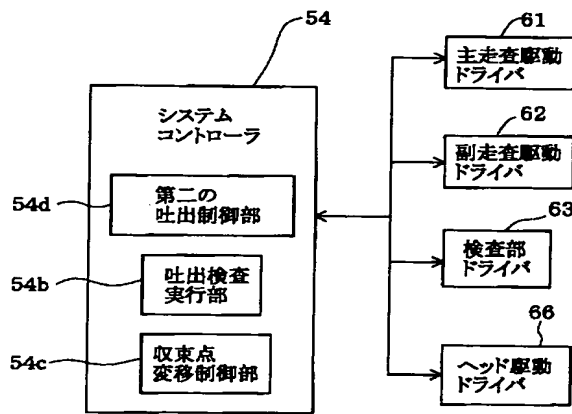 54
システム
コントローラ
54d
第二の
吐出制御部
54b
吐出検査
実行部
54c
収束点
変移制御部
61
主走査駆動
ドライバ
62
副走査駆動
ドライバ
63
検査部
ドライバ
66
ヘッド駆動
ドライバ